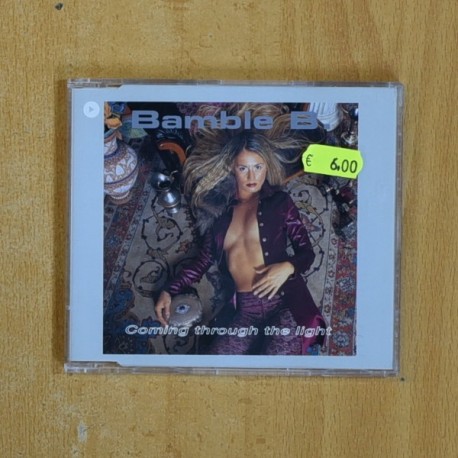 Bamble B.
€ 6,00
Coming through the light